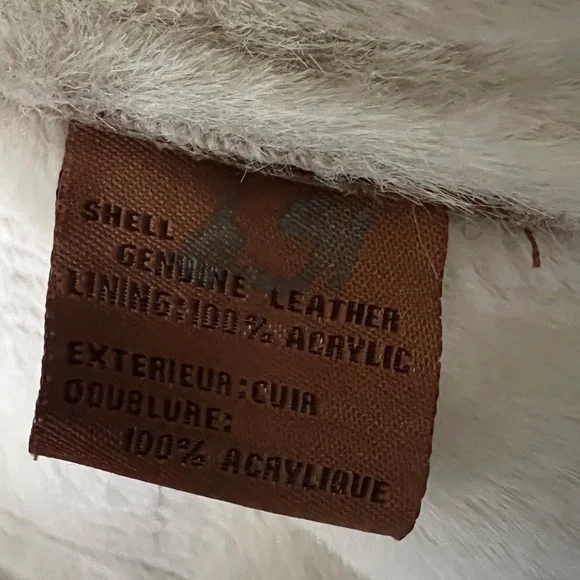 SHELL
GENUINE LEATHER
LINING:100% ACRYLIC
EXTERIEUR:CUIR
DOUBLURE:
100% ACRYLIQUE